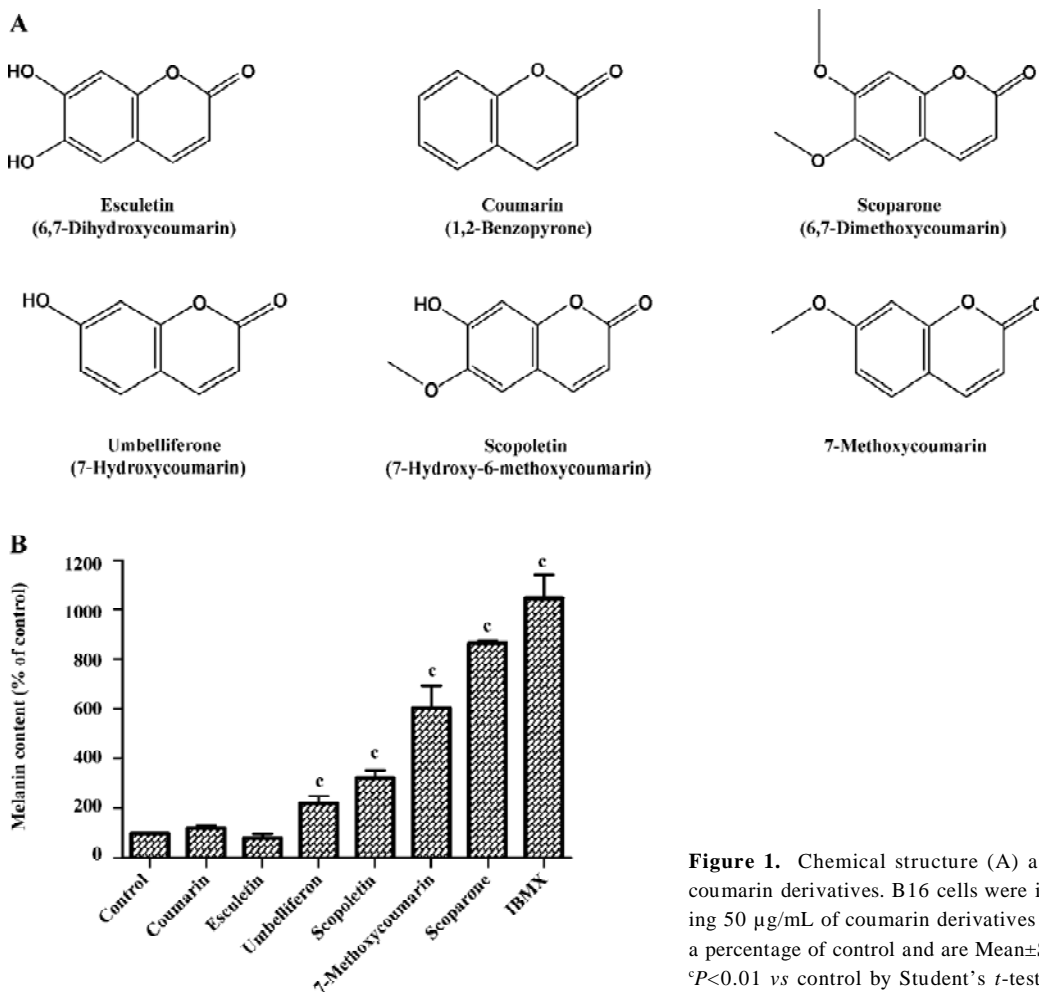 A
HO
O
O
HO
Esculetin
(6,7-Dihydroxycoumarin)
O
O
Coumarin
(1,2-Benzopyrone)
O
O
O
O
Scoparone
(6,7-Dimethoxycoumarin)
HO
O
O
Umbelliferone
(7-Hydroxycoumarin)
HO
O
O
O
Scopoletin
(7-Hydroxy-6-methoxycoumarin)
O
O
O
7-Methoxycoumarin
B
Melanin content (% of control)
1200
1000
800
600
400
200
0
c
c
c
c
c
Control
Coumarin
Esculetin
Umbelliferon
Scopoletin
7-Methoxycoumarin
Scoparone
IBMX
Figure 1. Chemical structure (A) a
coumarin derivatives. B16 cells were i
ing 50 µg/mL of coumarin derivatives
a percentage of control and are Mean±S
cP<0.01 vs control by Student's t-test